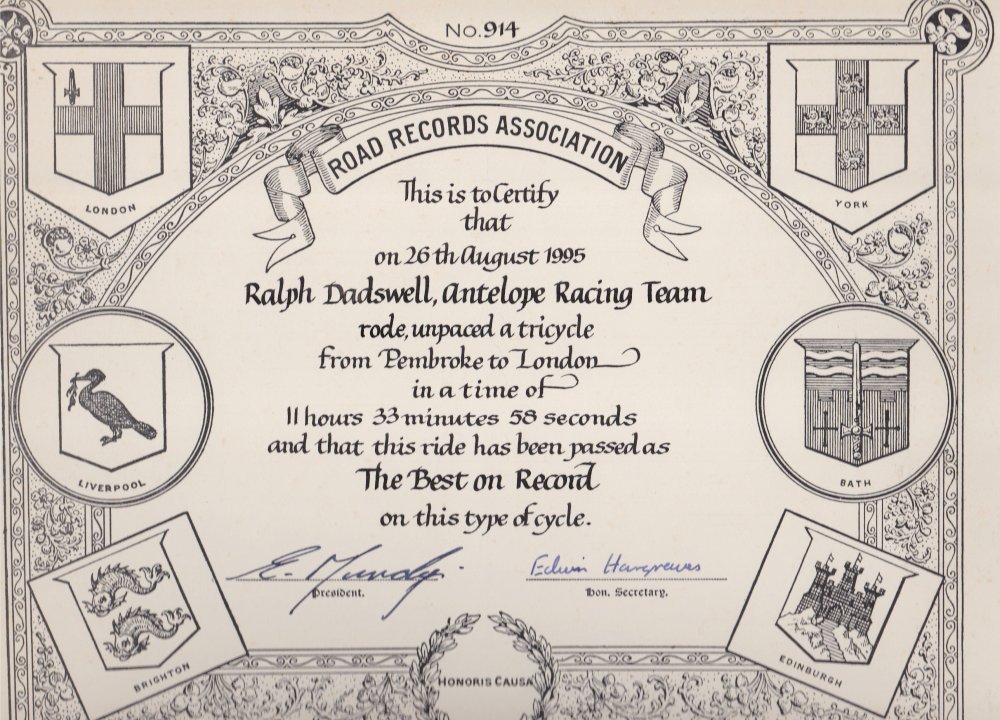 No. 914
LONDON
YORK
ROAD RECORDS ASSOCIATION
This is to Certify
that
on 26th August 1995
Ralph Dadswell, Antelope Racing Team
rode, unpaced a tricycle
from Pembroke to London
in a time of
11 hours 33 minutes 58 seconds
and that this ride has been passed as
The Best on Record
on this type of cycle.
LIVERPOOL
BATH
E. Mundy.
Edwin Hargreaves
President.
Hon. Secretary.
BRIGHTON
EDINBURGH
HONORIS CAUSA